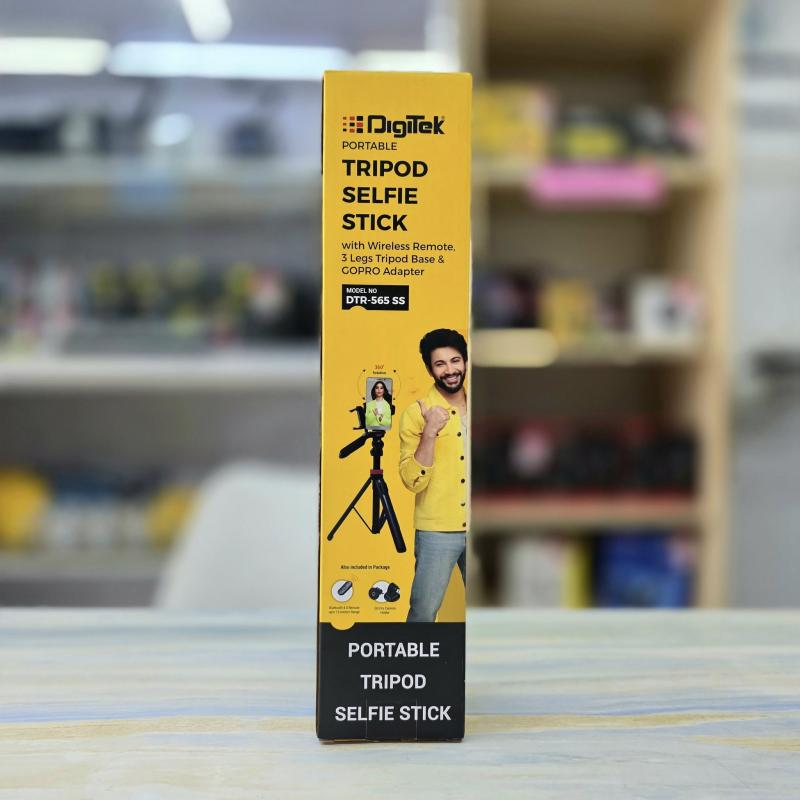 DigiTek
PORTABLE
TRIPOD
SELFIE
STICK
with Wireless Remote,
3 Legs Tripod Base &
GOPRO Adapter
MODEL NO
DTR-565 SS
360°
Rotation
Also included in Package
PORTABLE
TRIPOD
SELFIE STICK